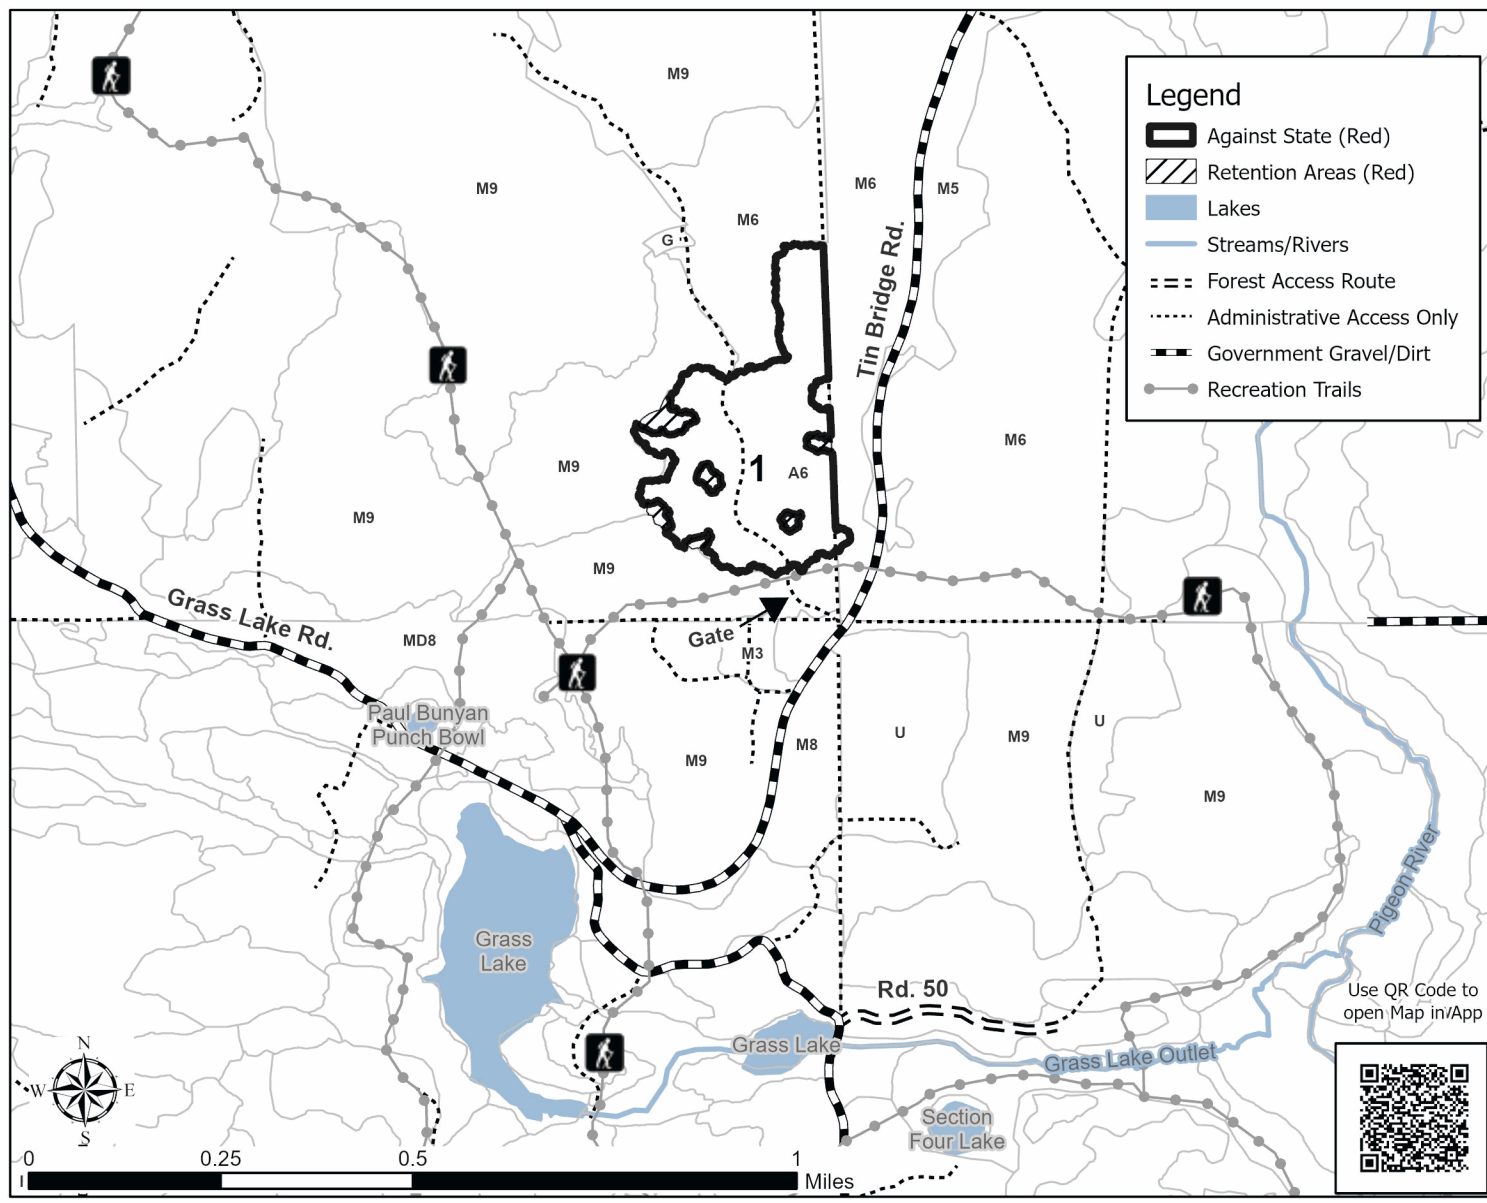 M9
Legend
Against State (Red)
Retention Areas (Red)
Lakes
Streams/Rivers
Forest Access Route
Administrative Access Only
Government Gravel/Dirt
Recreation Trails
M9
M6
M6
M5
G
Tin Bridge Rd.
M6
M9
1
A6
M9
M9
Grass Lake Rd.
Gate
MD8
M3
Paul Bunyan
Punch Bowl
M9
M8
U
M9
U
M9
Pigeon River
Grass
Lake
Rd. 50
Use QR Code to
open Map in/App
Grass Lake
Grass Lake Outlet
N
W
E
S
Section
Four Lake
0
0.25
0.5
1
Miles